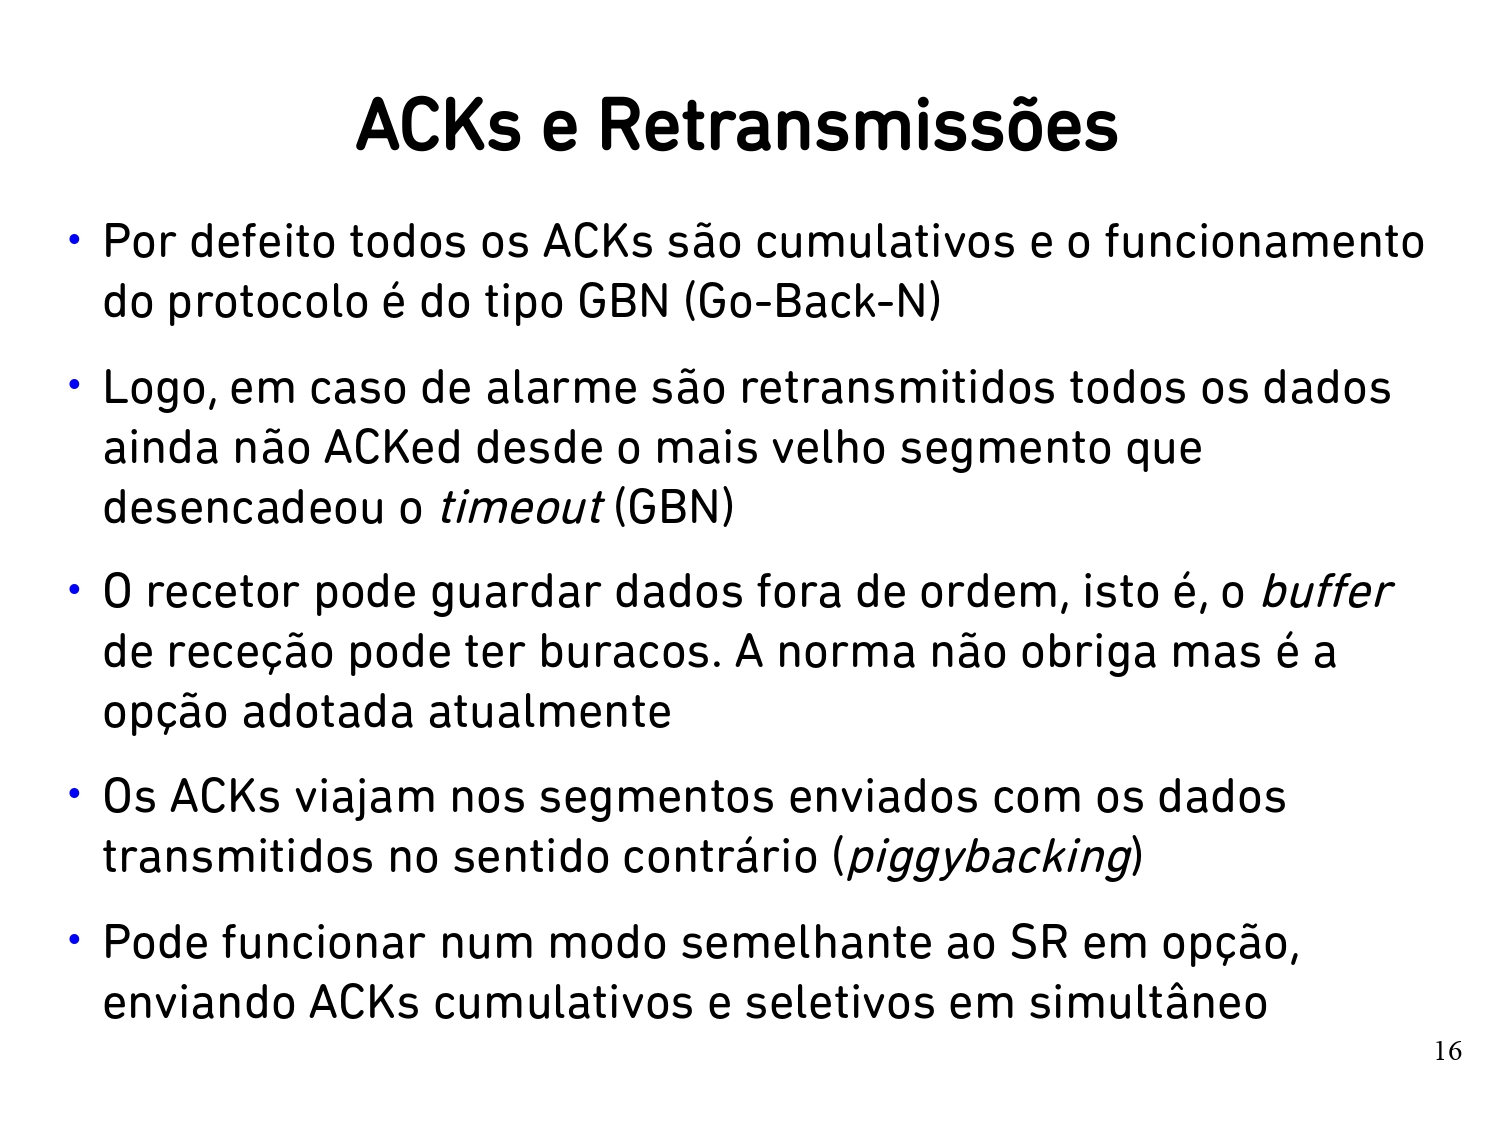 ACKs e Retransmissões
• Por defeito todos os ACKs são cumulativos e o funcionamento
do protocolo é do tipo GBN (Go-Back-N)
• Logo, em caso de alarme são retransmitidos todos os dados
ainda não ACKed desde o mais velho segmento que
desencadeou o timeout (GBN)
• O recetor pode guardar dados fora de ordem, isto é, o buffer
de receção pode ter buracos. A norma não obriga mas é a
opção adotada atualmente
• Os ACKs viajam nos segmentos enviados com os dados
transmitidos no sentido contrário (piggybacking)
• Pode funcionar num modo semelhante ao SR em opção,
enviando ACKs cumulativos e seletivos em simultâneo
16